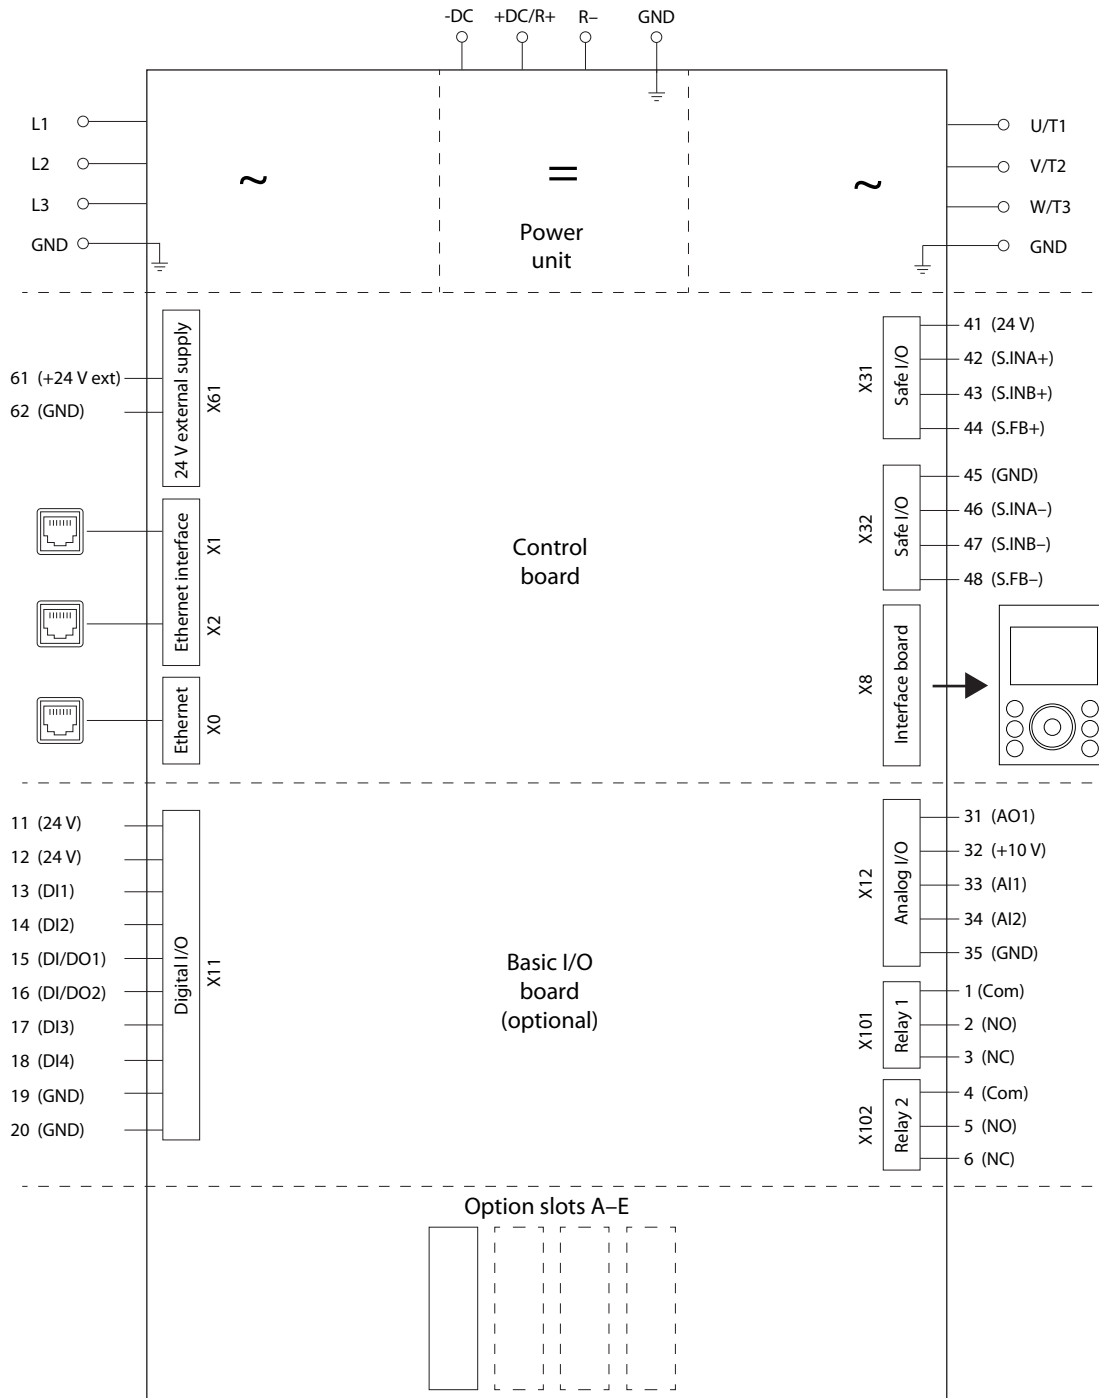 -DC +DC/R+ R– GND
L1
L2
L3
GND
~ = ~
Power
unit
U/T1
V/T2
W/T3
GND
61 (+24 V ext)
62 (GND)
24 V external supply
X61
Ethernet interface
X1
X2
Ethernet
X0
Control
board
X31
Safe I/O
41 (24 V)
42 (S.INA+)
43 (S.INB+)
44 (S.FB+)
X32
Safe I/O
45 (GND)
46 (S.INA–)
47 (S.INB–)
48 (S.FB–)
X8
Interface board
11 (24 V)
12 (24 V)
13 (DI1)
14 (DI2)
15 (DI/DO1)
16 (DI/DO2)
17 (DI3)
18 (DI4)
19 (GND)
20 (GND)
Digital I/O
X11
Basic I/O
board
(optional)
X12
Analog I/O
31 (AO1)
32 (+10 V)
33 (AI1)
34 (AI2)
35 (GND)
X101
Relay 1
1 (Com)
2 (NO)
3 (NC)
X102
Relay 2
4 (Com)
5 (NO)
6 (NC)
Option slots A–E